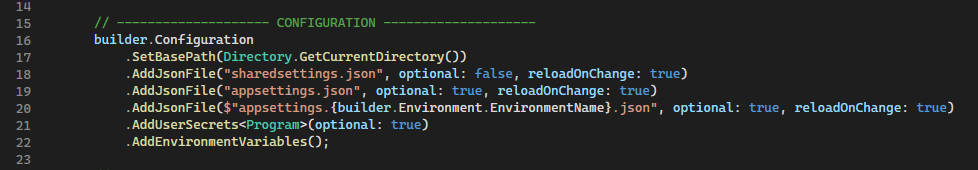 14
15 // ------------------- CONFIGURATION -------------------
16 builder.Configuration
17 .SetBasePath(Directory.GetCurrentDirectory())
18 .AddJsonFile("sharedsettings.json", optional: false, reloadOnChange: true)
19 .AddJsonFile("appsettings.json", optional: true, reloadOnChange: true)
20 .AddJsonFile($"appsettings.{builder.Environment.EnvironmentName}.json", optional: true, reloadOnChange: true)
21 .AddUserSecrets<Program>(optional: true)
22 .AddEnvironmentVariables();
23